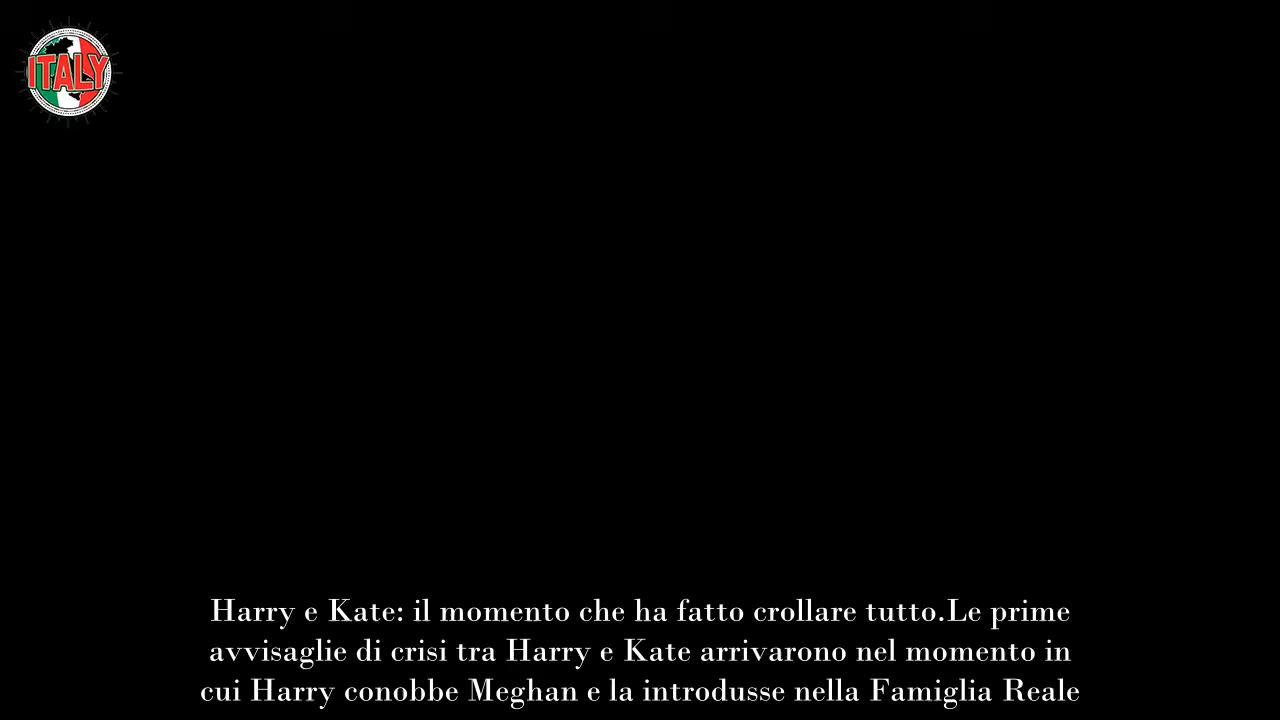 ITALY
Harry e Kate: il momento che ha fatto crollare tutto.Le prime
avvisaglie di crisi tra Harry e Kate arrivarono nel momento in
cui Harry conobbe Meghan e la introdusse nella Famiglia Reale